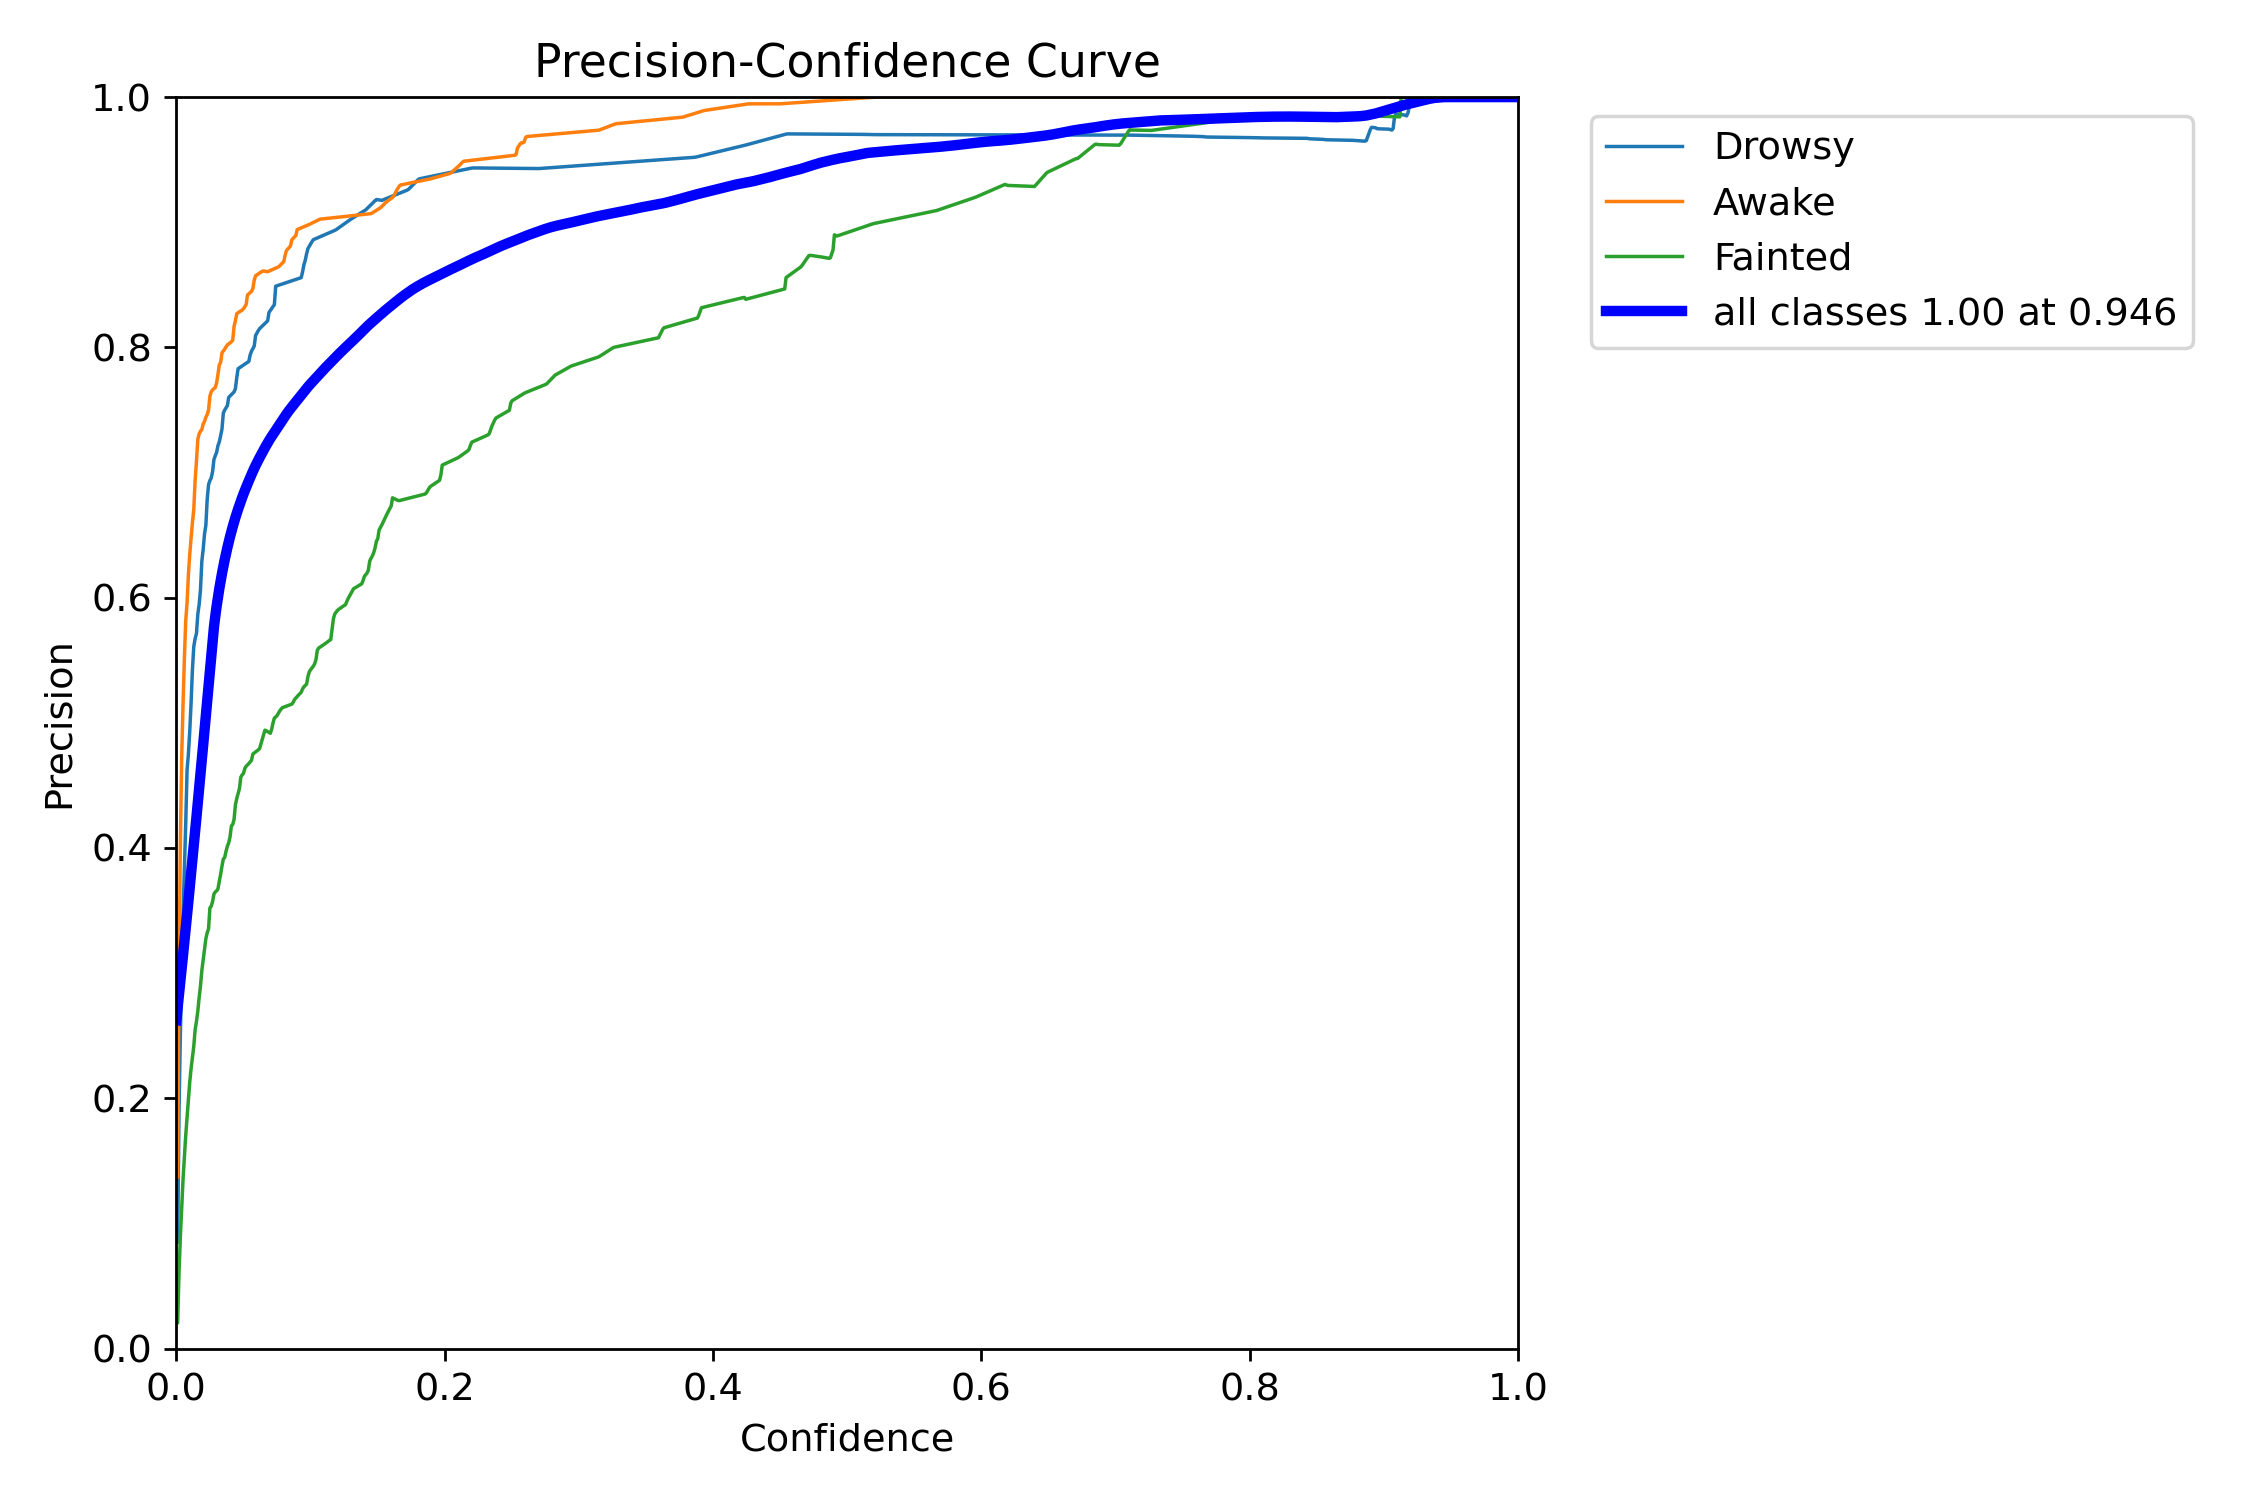 Precision-Confidence Curve
1.0
0.8
0.6
0.4
0.2
0.0
Precision
0.0 0.2 0.4 0.6 0.8 1.0
Confidence
Drowsy
Awake
Fainted
all classes 1.00 at 0.946